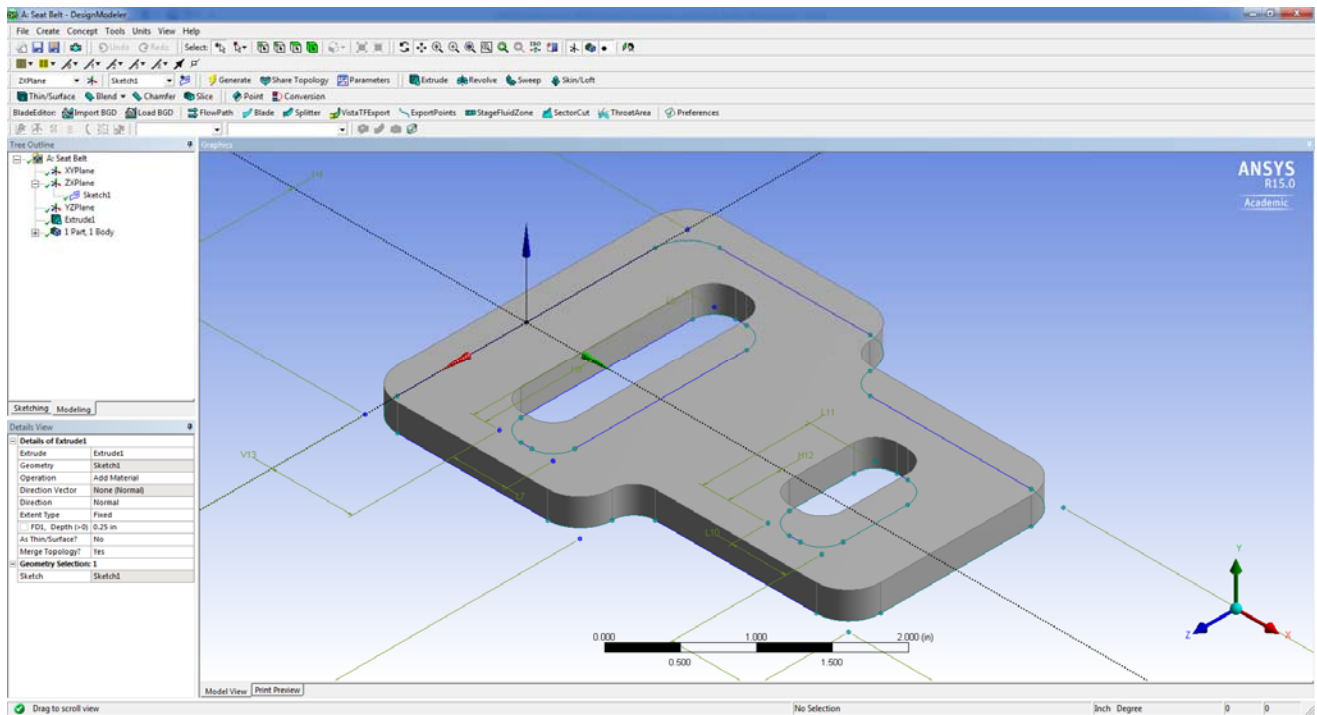 A: Seat Belt - DesignModeler
File Create Concept Tools Units View Help
Undo Redo Select:
ZXPlane Sketch1 Generate Share Topology Parameters Extrude Revolve Sweep Skin/Loft
Thin/Surface Blend Chamfer Slice Point Conversion
BladeEditor: Import BGD Load BGD FlowPath Blade Splitter VistaTFExport ExportPoints StageFluidZone SectorCut ThroatArea Preferences
Tree Outline
A: Seat Belt
XYPlane
ZXPlane
Sketch1
YZPlane
Extrude1
1 Part, 1 Body
Sketching Modeling
Details View
Details of Extrude1
Extrude Extrude1
Geometry Sketch1
Operation Add Material
Direction Vector None (Normal)
Direction Normal
Extent Type Fixed
FD1, Depth (>0) 0.25 in
As Thin/Surface? No
Merge Topology? Yes
Geometry Selection: 1
Sketch Sketch1
Graphics
ANSYS
R15.0
Academic
V13
L7
L11
H12
L10
0.000 1.000 2.000 (in)
0.500 1.500
Y
Z X
Model View Print Preview
Drag to scroll view No Selection Inch Degree 0 0